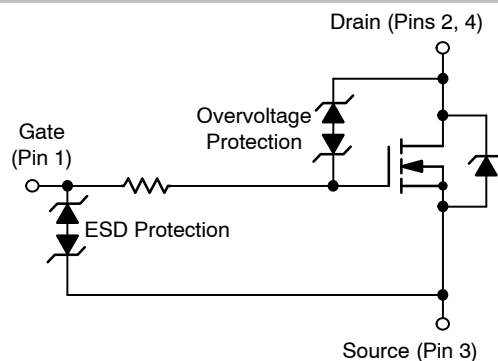 Drain (Pins 2, 4)
Overvoltage
Protection
Gate
(Pin 1)
ESD Protection
Source (Pin 3)